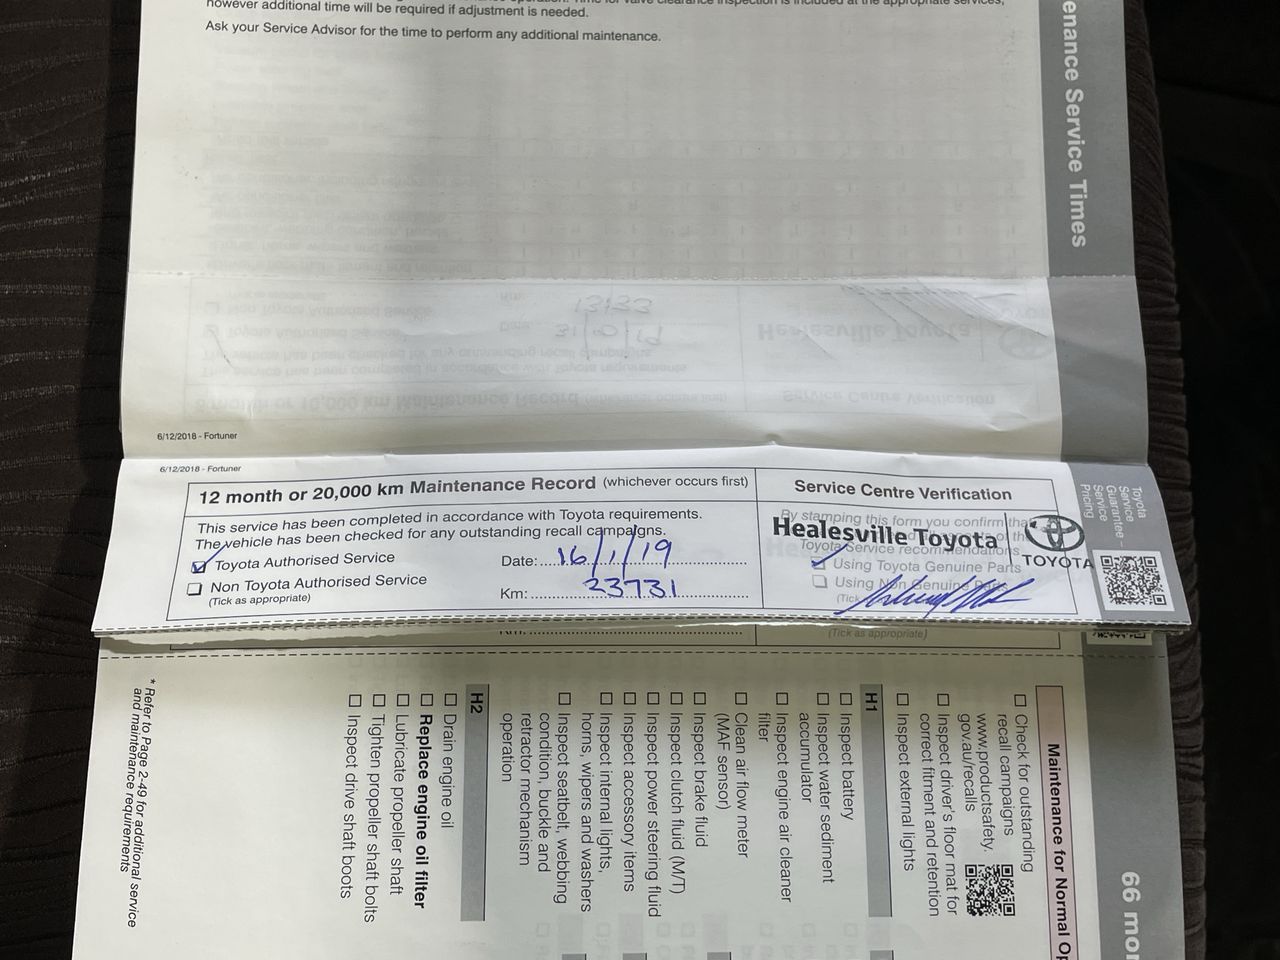 however additional time will be required if adjustment is needed.
Ask your Service Advisor for the time to perform any additional maintenance.
enance Service Times
6/12/2018 - Fortuner
6/12/2018 - Fortuner
12 month or 20,000 km Maintenance Record (whichever occurs first)
This service has been completed in accordance with Toyota requirements.
The vehicle has been checked for any outstanding recall campaigns.
Toyota Authorised Service
Non Toyota Authorised Service
(Tick as appropriate)
Date: 16/1/19
Km: 23731
Service Centre Verification
By stamping this form you confirm tha
Healesville Toyota
Toyota Service recommendations
Using Toyota Genuine Parts
Using Non Genuine Parts
(Tick
TOYOTA
Toyota
Service
Guarantee -
Service
Pricing
(Tick as appropriate)
66 mon
Maintenance for Normal Op
Check for outstanding
recall campaigns
www.productsafety.
gov.au/recalls
Inspect driver's floor mat for
correct fitment and retention
Inspect external lights
H1
Inspect battery
Inspect water sediment
accumulator
Inspect engine air cleaner
filter
Clean air flow meter
(MAF sensor)
Inspect brake fluid
Inspect clutch fluid (M/T)
Inspect power steering fluid
Inspect accessory items
Inspect internal lights,
horns, wipers and washers
Inspect seatbelt, webbing
condition, buckle and
retractor mechanism
operation
H2
Drain engine oil
Replace engine oil filter
Lubricate propeller shaft
Tighten propeller shaft bolts
Inspect drive shaft boots
* Refer to Page 2-49 for additional service
and maintenance requirements